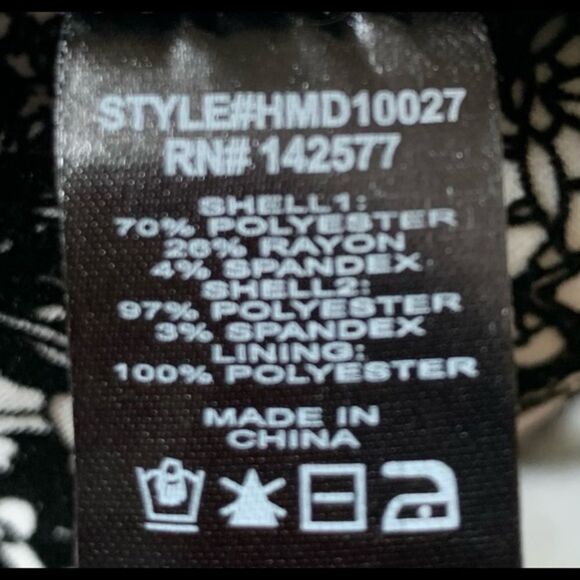 STYLE#HMD10027
RN# 142577
SHELL1:
70% POLYESTER
26% RAYON
4% SPANDEX
SHELL2:
97% POLYESTER
3% SPANDEX
LINING:
100% POLYESTER
MADE IN
CHINA